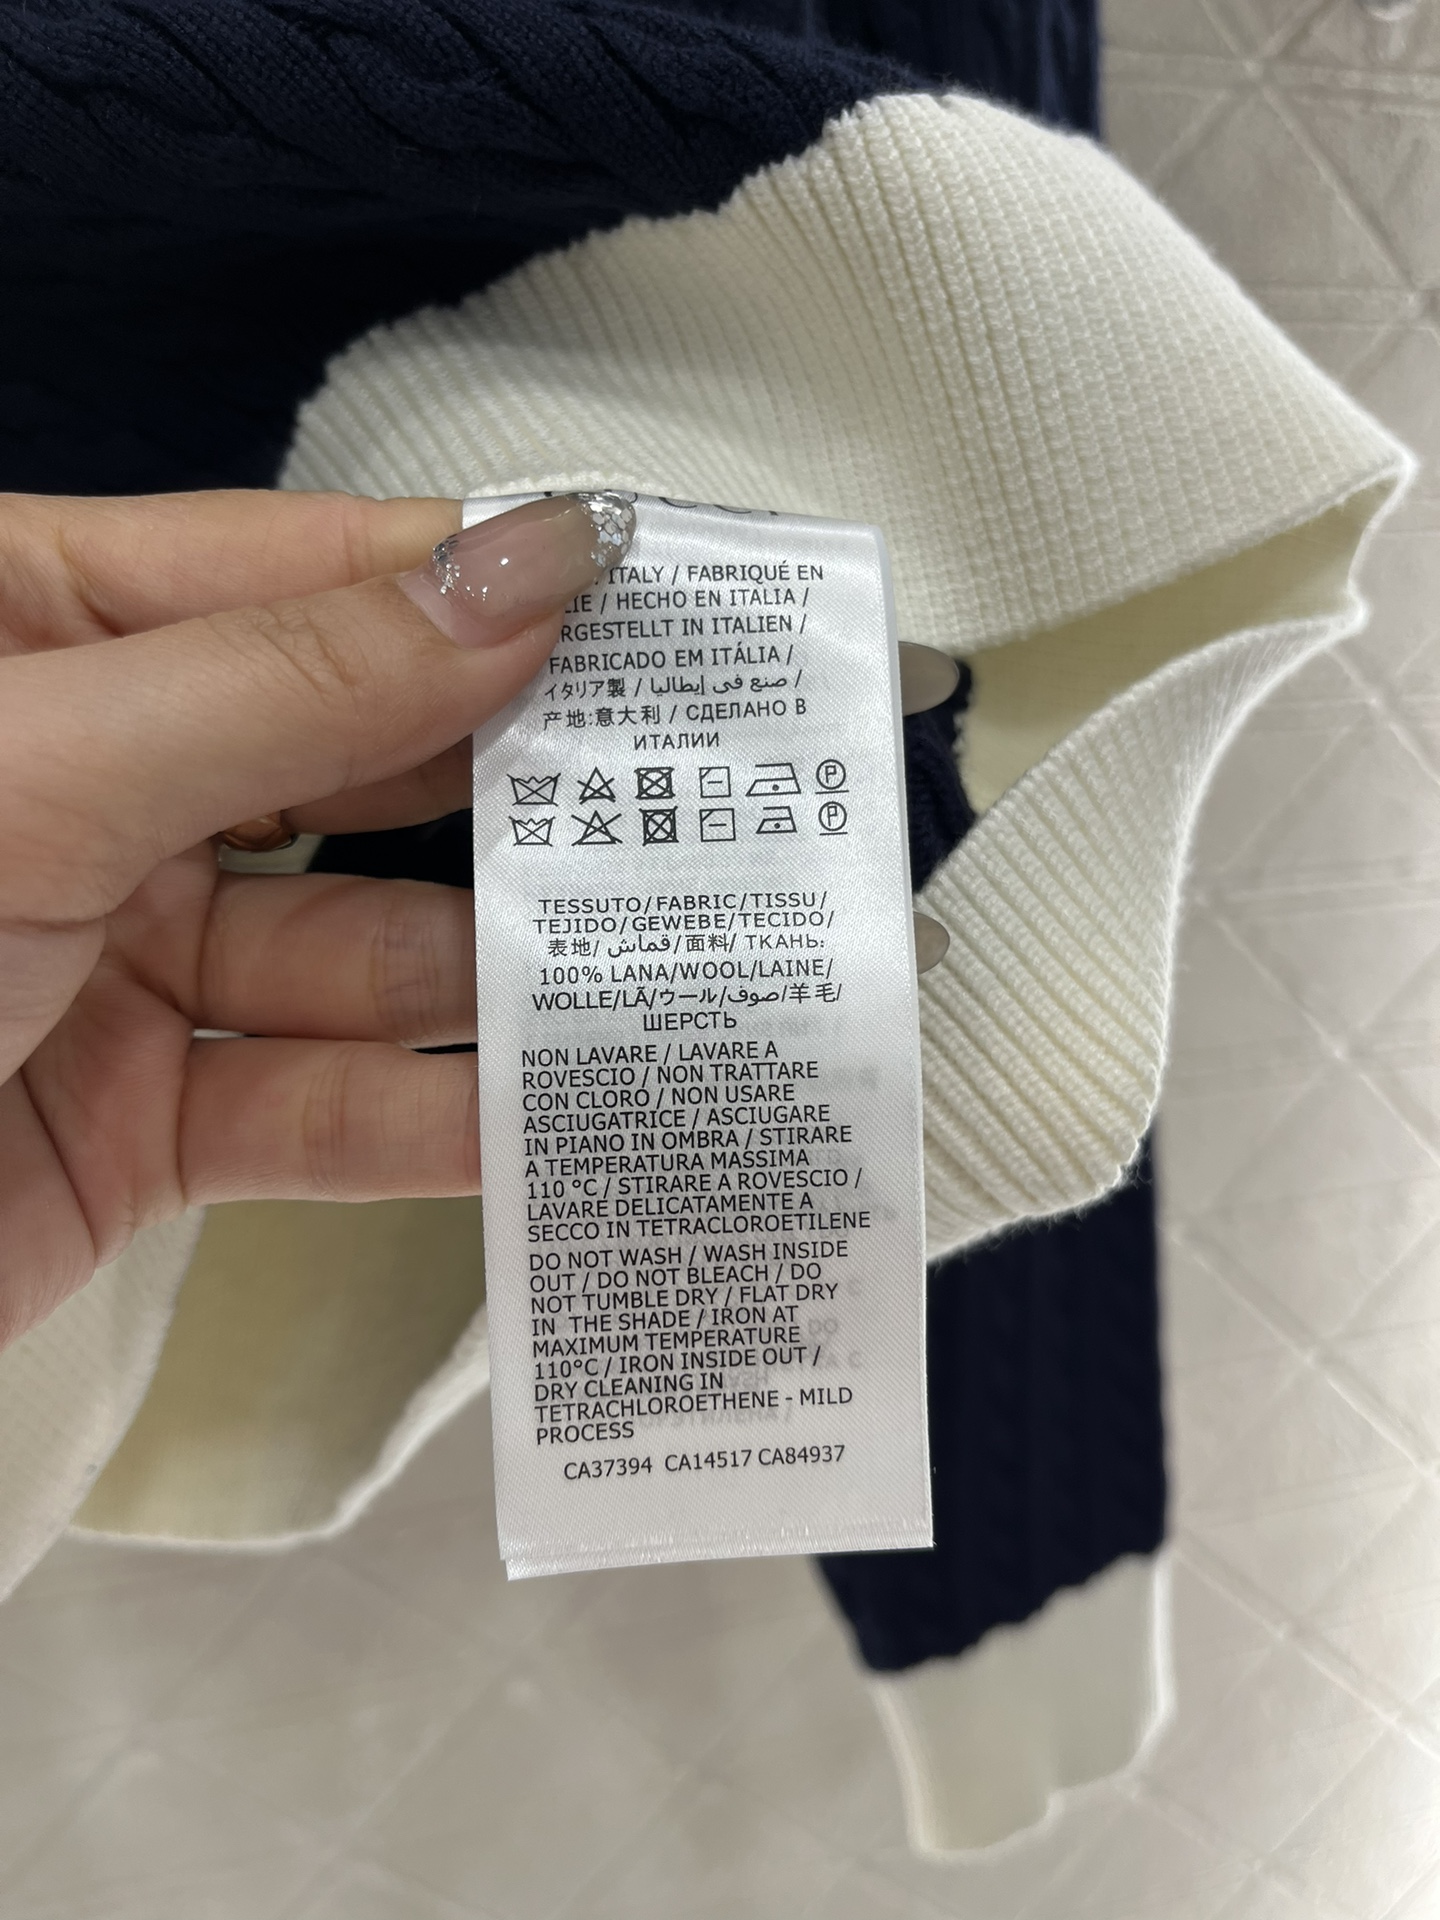 ITALY / FABRIQUÉ EN
/ HECHO EN ITALIA /
IN ITALIEN /
FABRICADO EM ITÁLIA /
イタリア製 / صنع في إيطاليا /
产地:意大利 / СДЕЛАНО В
ИТАЛИИ
P
P
TESSUTO/FABRIC/TISSU/
TEJIDO/GEWEBE/TECIDO/
表地/ قماش/面料/ ТКАНЬ:
100% LANA/WOOL/LAINE/
WOLLE/LÃ/ウール/صوف/羊毛/
ШЕРСТЬ
NON LAVARE / LAVARE A
ROVESCIO / NON TRATTARE
CON CLORO / NON USARE
ASCIUGATRICE / ASCIUGARE
IN PIANO IN OMBRA / STIRARE
A TEMPERATURA MASSIMA
110 °C / STIRARE A ROVESCIO /
LAVARE DELICATAMENTE A
SECCO IN TETRACLOROETILENE
DO NOT WASH / WASH INSIDE
OUT / DO NOT BLEACH / DO
NOT TUMBLE DRY / FLAT DRY
IN THE SHADE / IRON AT
MAXIMUM TEMPERATURE
110°C / IRON INSIDE OUT /
DRY CLEANING IN
TETRACHLOROETHENE - MILD
PROCESS
CA37394 CA14517 CA84937